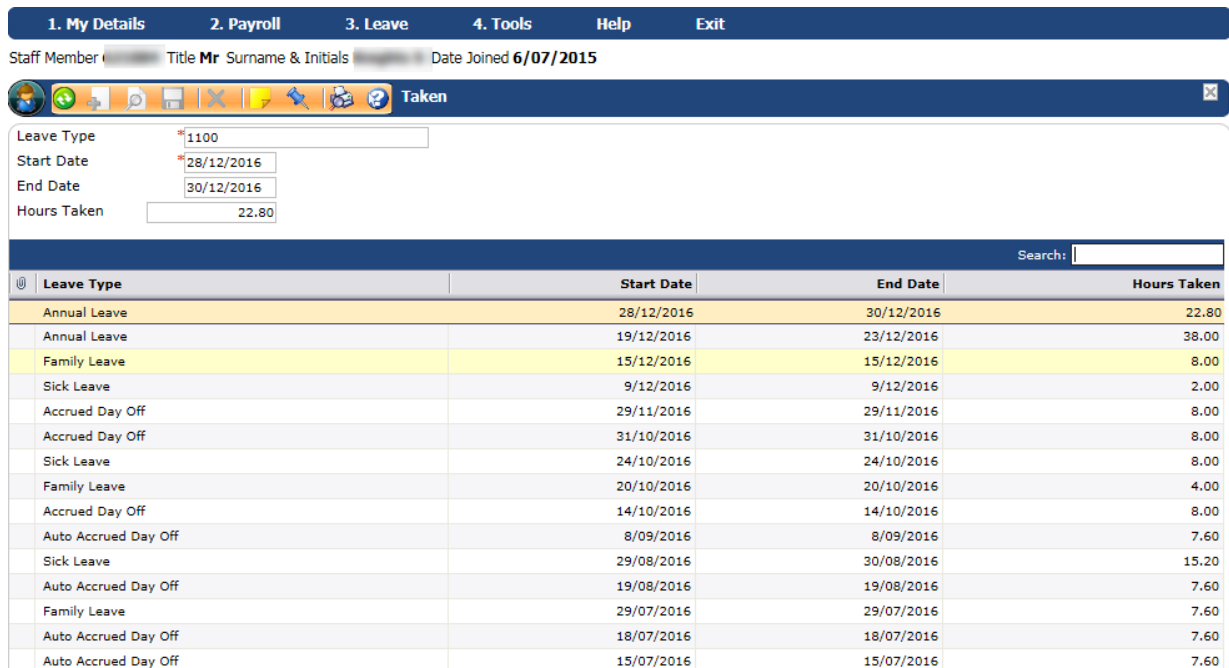 1. My Details 2. Payroll 3. Leave 4. Tools Help Exit
Staff Member Title Mr Surname & Initials Date Joined 6/07/2015
Taken
Leave Type *1100
Start Date *28/12/2016
End Date 30/12/2016
Hours Taken 22.80
Search:
Leave Type Start Date End Date Hours Taken
Annual Leave 28/12/2016 30/12/2016 22.80
Annual Leave 19/12/2016 23/12/2016 38.00
Family Leave 15/12/2016 15/12/2016 8.00
Sick Leave 9/12/2016 9/12/2016 2.00
Accrued Day Off 29/11/2016 29/11/2016 8.00
Accrued Day Off 31/10/2016 31/10/2016 8.00
Sick Leave 24/10/2016 24/10/2016 8.00
Family Leave 20/10/2016 20/10/2016 4.00
Accrued Day Off 14/10/2016 14/10/2016 8.00
Auto Accrued Day Off 8/09/2016 8/09/2016 7.60
Sick Leave 29/08/2016 30/08/2016 15.20
Auto Accrued Day Off 19/08/2016 19/08/2016 7.60
Family Leave 29/07/2016 29/07/2016 7.60
Auto Accrued Day Off 18/07/2016 18/07/2016 7.60
Auto Accrued Day Off 15/07/2016 15/07/2016 7.60